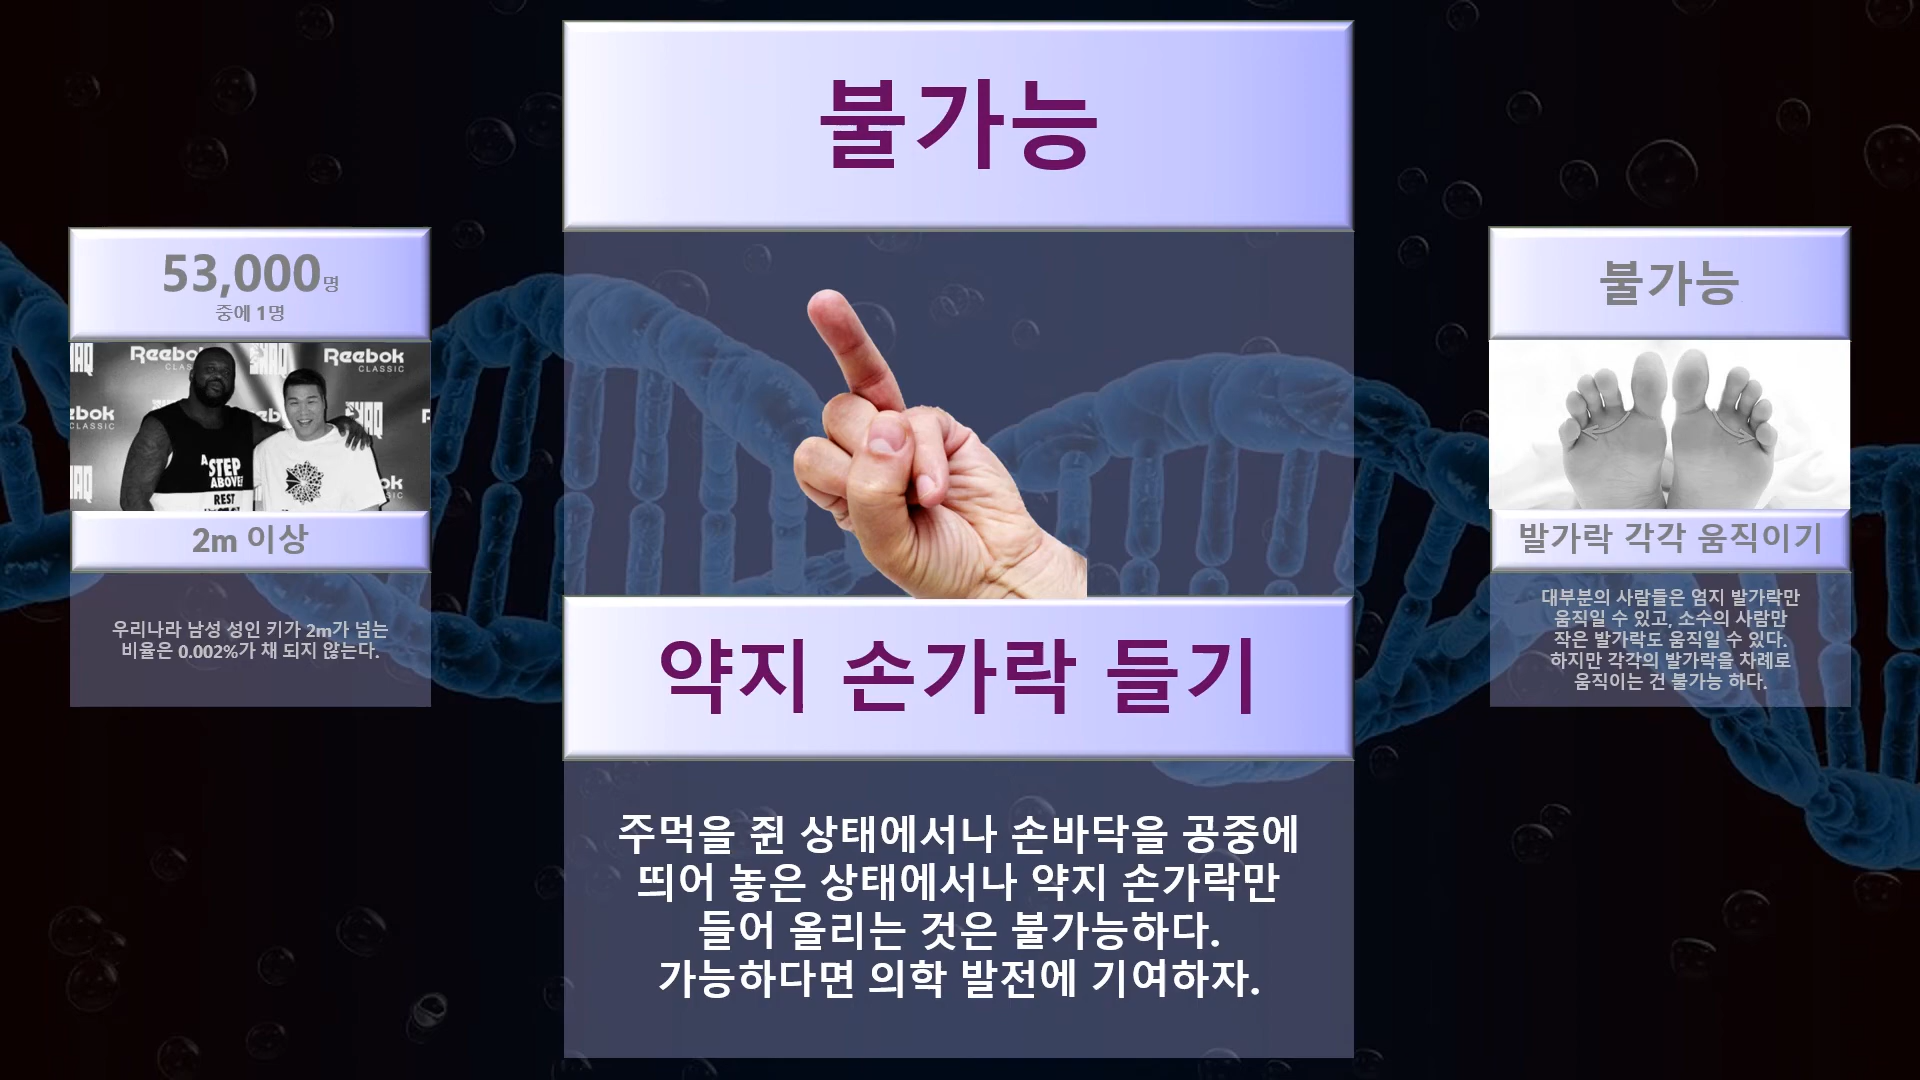 53,000명
중에 1명
Reebok
CLASSIC
SHAQ
Reebok
CLASSIC
A STEP
ABOVE
REST
2m 이상
우리나라 남성 성인 키가 2m가 넘는
비율은 0.002%가 채 되지 않는다.
불가능
약지 손가락 들기
주먹을 쥔 상태에서나 손바닥을 공중에
띄어 놓은 상태에서나 약지 손가락만
들어 올리는 것은 불가능하다.
가능하다면 의학 발전에 기여하자.
불가능
발가락 각각 움직이기
대부분의 사람들은 엄지 발가락만
움직일 수 있고, 소수의 사람만
작은 발가락도 움직일 수 있다.
하지만 각각의 발가락을 차례로
움직이는 건 불가능 하다.